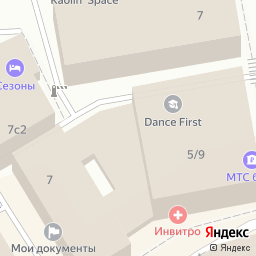 Kaolin Space
7
Сезоны
Dance First
7с2
5/9
7
МТС
Инвитро
Мои документы
Яндекс
© Яндекс